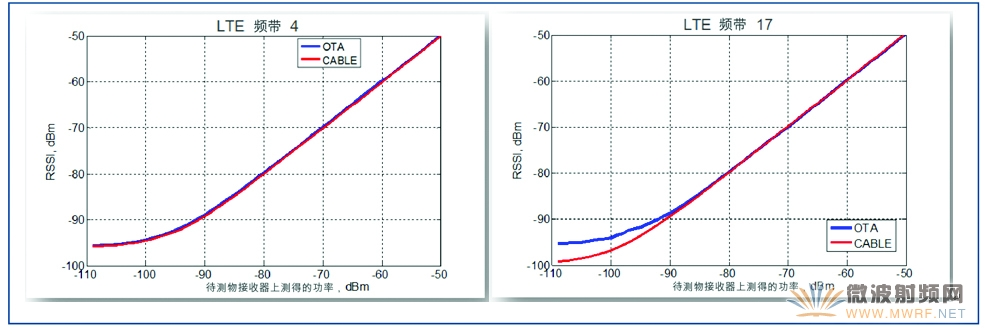 LTE 频带 4
-50
-60
-70
-80
-90
-100
RSSI, dBm
OTA
CABLE
-110 -100 -90 -80 -70 -60 -50
待测物接收器上测得的功率 , dBm
LTE 频带 17
-50
-60
-70
-80
-90
-100
RSSI, dBm
OTA
CABLE
-110 -100 -90 -80 -70 -60 -50
待测物接收器上测得的功率 , dBm
微波射频网
WWW.MWRF.NET